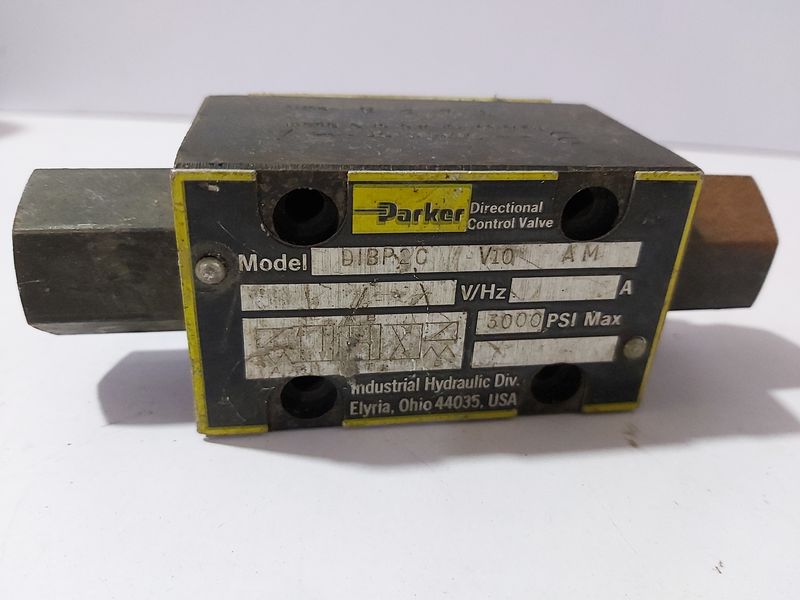 Parker
Directional
Control Valve
Model D1BP2C V10 AM
V/Hz A
3000 PSI Max
Industrial Hydraulic Div.
Elyria, Ohio 44035, USA